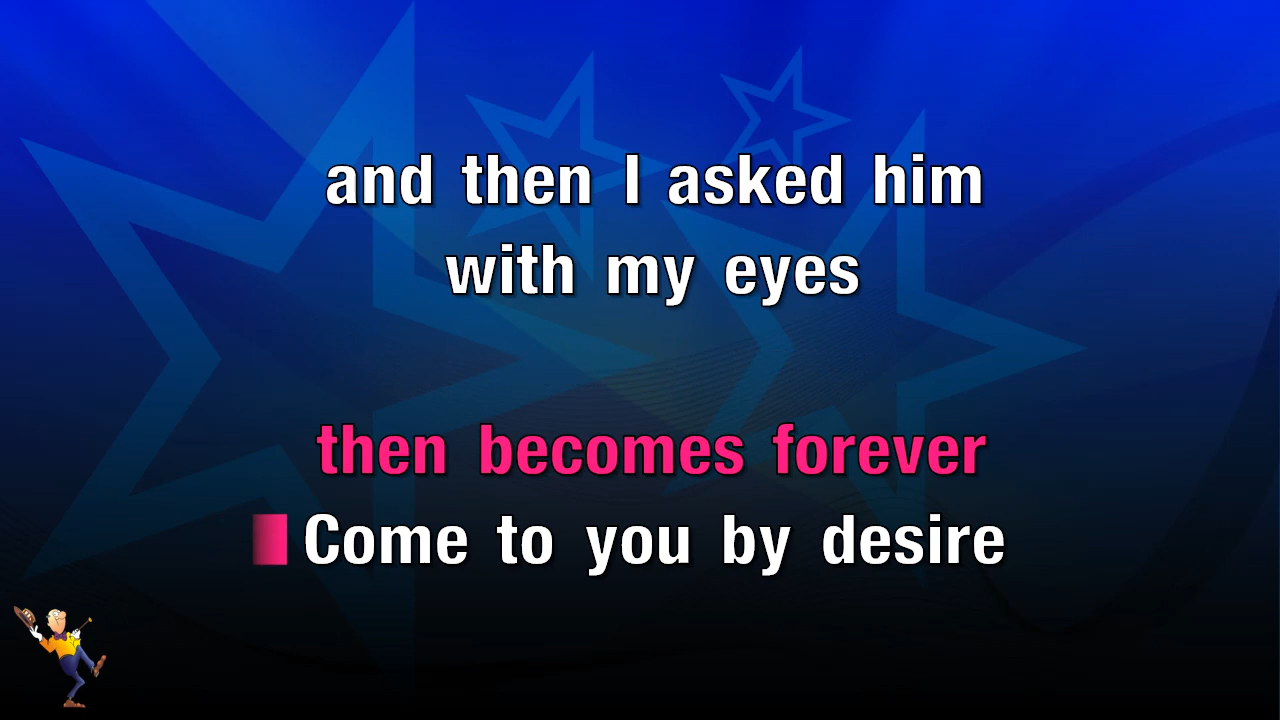 and then I asked him
with my eyes
then becomes forever
Come to you by desire